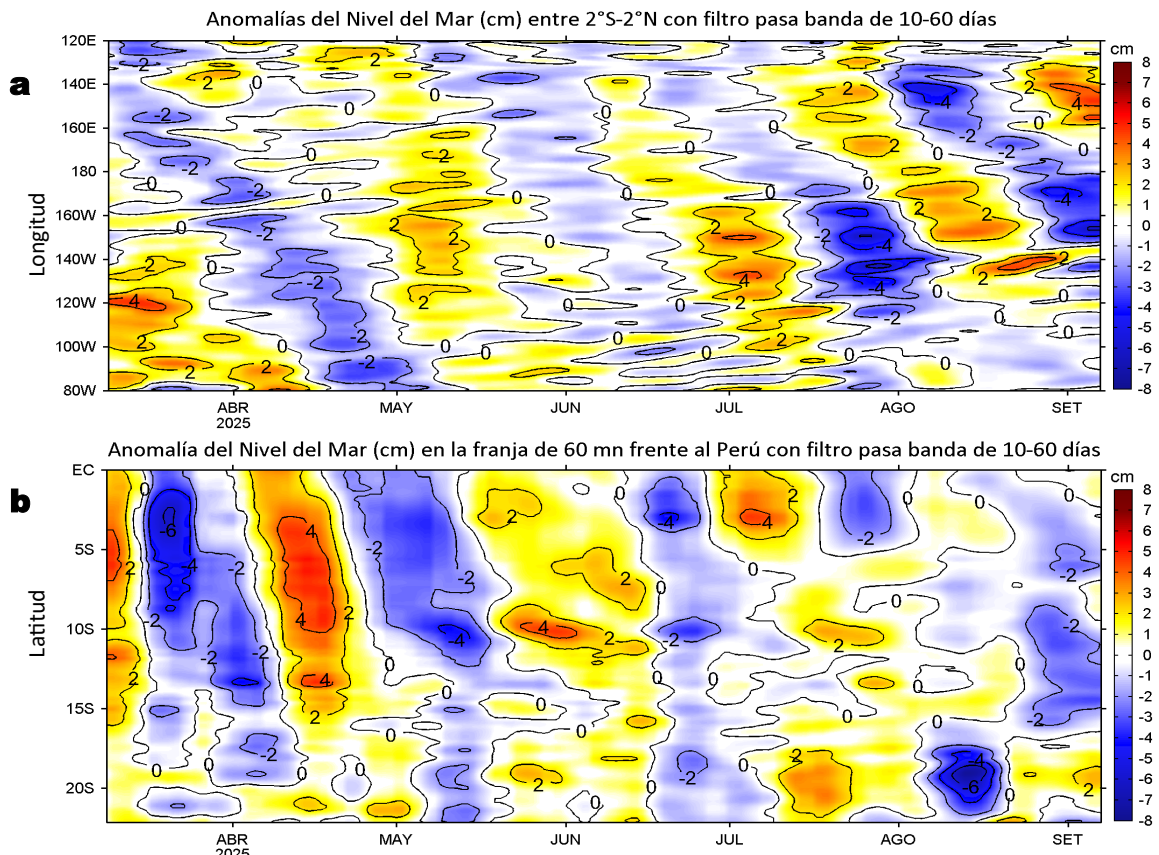 Anomalías del Nivel del Mar (cm) entre 2°S-2°N con filtro pasa banda de 10-60 días
a
Longitud
120E
140E
160E
180
160W
140W
120W
100W
80W
ABR
2025
MAY
JUN
JUL
AGO
SET
cm
8
7
6
5
4
3
2
1
0
-1
-2
-3
-4
-5
-6
-7
-8
Anomalía del Nivel del Mar (cm) en la franja de 60 mn frente al Perú con filtro pasa banda de 10-60 días
b
Latitud
EC
5S
10S
15S
20S
ABR
2025
MAY
JUN
JUL
AGO
SET
cm
8
7
6
5
4
3
2
1
0
-1
-2
-3
-4
-5
-6
-7
-8